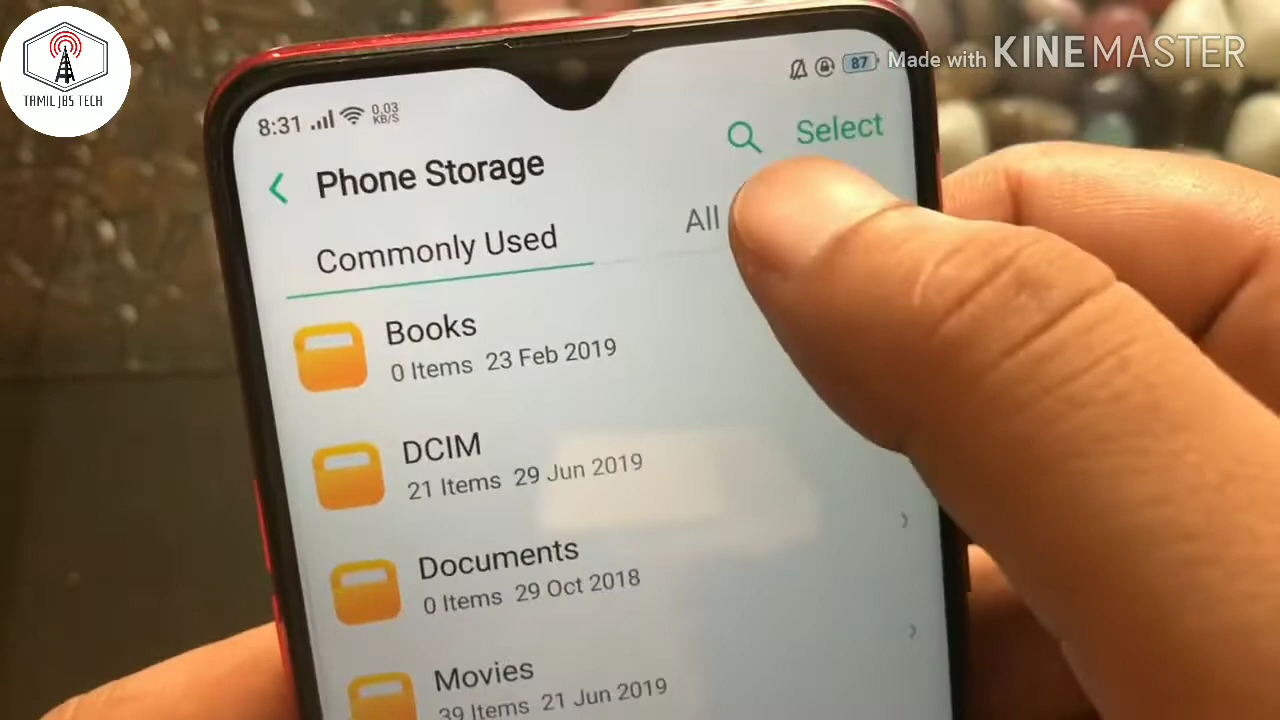 TAMIL JBS TECH
Made with KINEMASTER
8:31
0.03
KB/S
87
Select
Phone Storage
Commonly Used
All
Books
0 Items 23 Feb 2019
DCIM
21 Items 29 Jun 2019
Documents
0 Items 29 Oct 2018
Movies
39 Items 21 Jun 2019